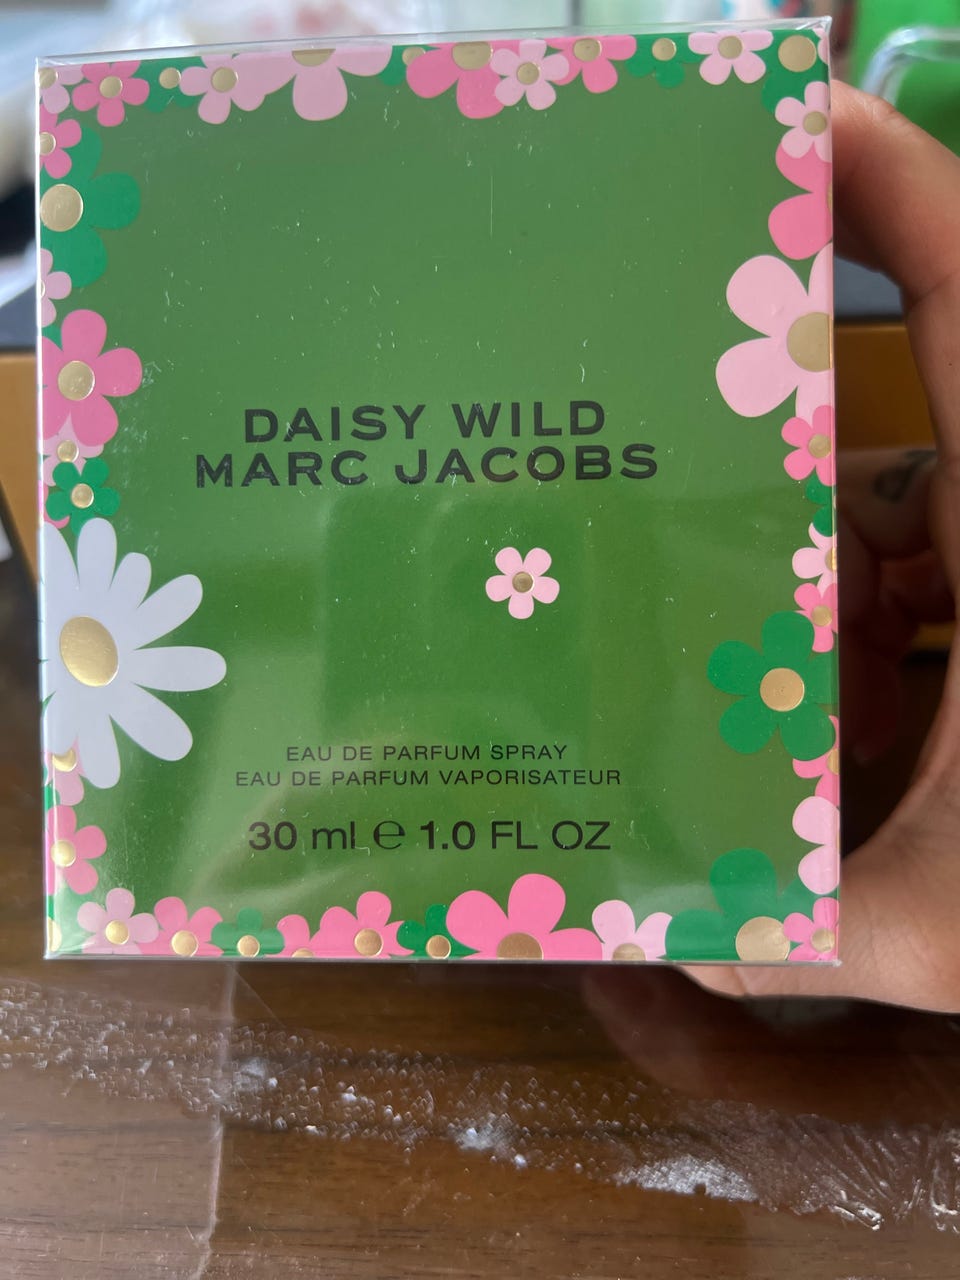 DAISY WILD
MARC JACOBS
EAU DE PARFUM SPRAY
EAU DE PARFUM VAPORISATEUR
30 ml ℮ 1.0 FL OZ